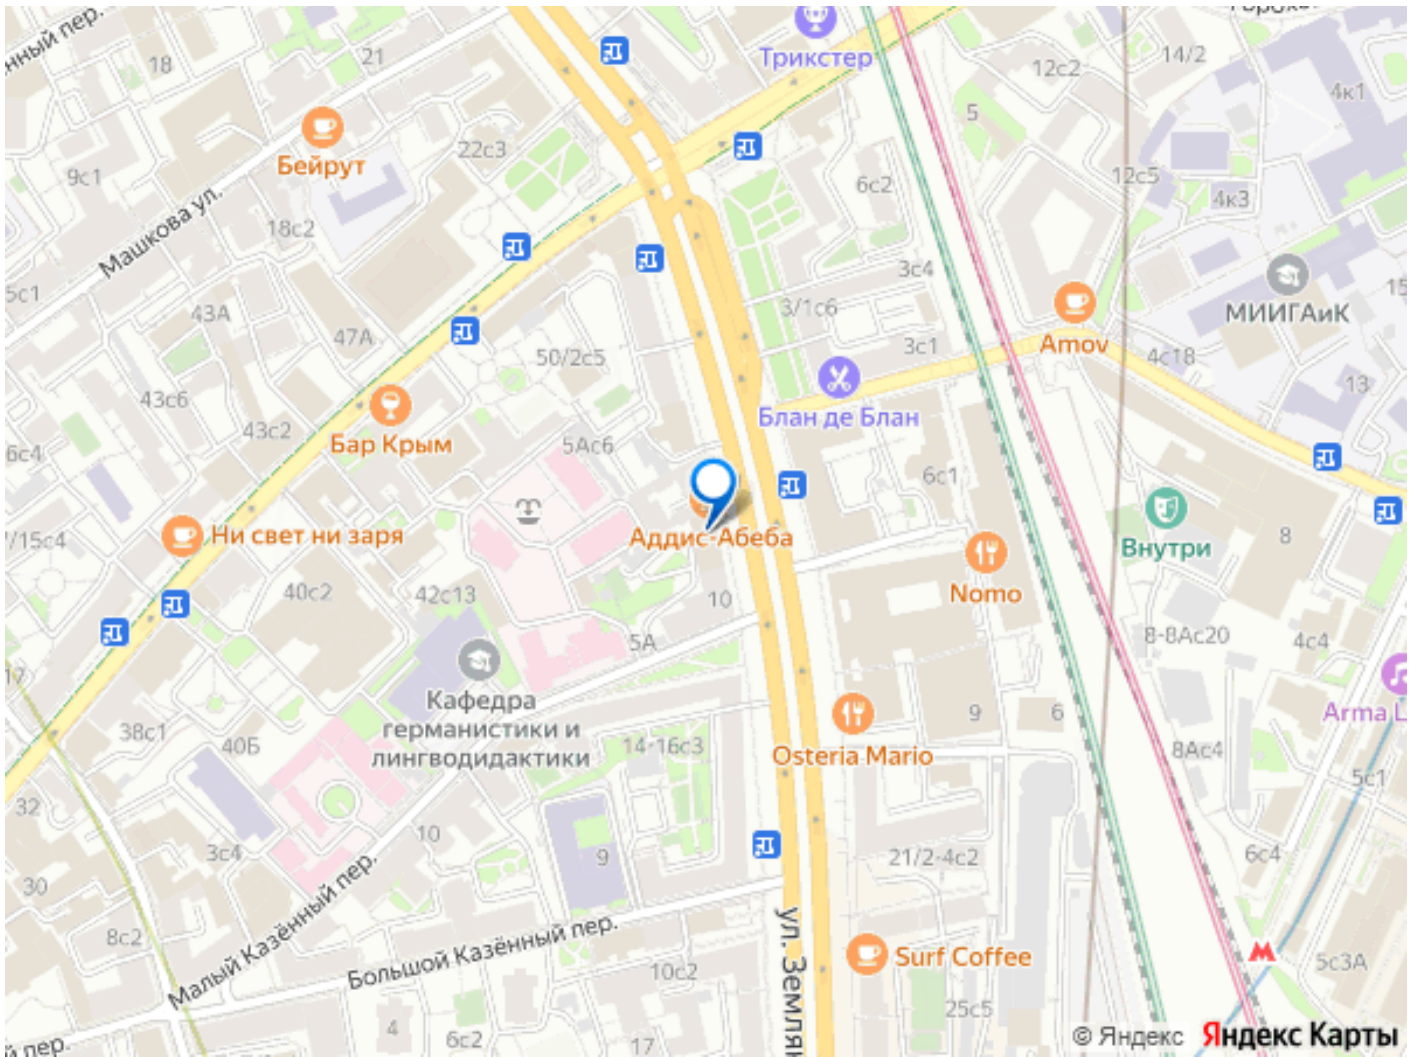 нный пер.
18
21
Трикстер
12с2
14/2
4к1
5
Бейрут
22с3
9с1
Машкова ул.
18с2
6с2
12с5
4к3
3с4
МИИГАиК
5с1
43А
47А
50/2с5
3/1с6
3с1
Amov
4с18
15
13
43с6
43с2
Бар Крым
5Ас6
Блан де Блан
6с4
6с1
/15с4
Ни свет ни заря
Аддис-Абеба
Внутри
8
Nomo
40с2
42с13
10
5А
8-8Ас20
4с4
17
Кафедра
германистики и
лингводидактики
38с1
40Б
14-16с3
Osteria Mario
9
6
8Ас4
Arma L
5с1
32
10
3с4
9
21/2-4с2
6с4
30
Малый Казённый пер.
8с2
Большой Казённый пер.
ул. Землян
10с2
Surf Coffee
5с3А
25с5
й пер.
4
6с2
17
© Яндекс
Яндекс Карты